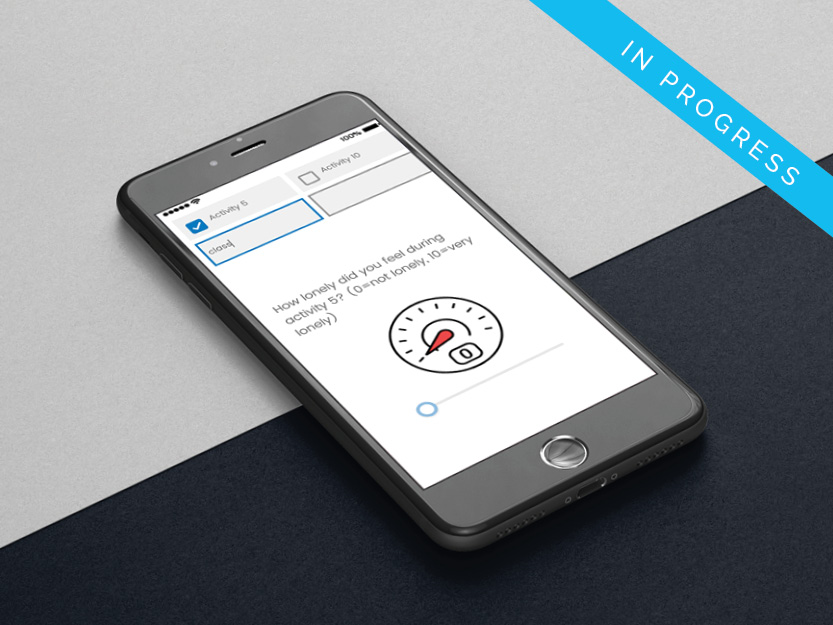 IN PROGRESS
100%
Activity 5
Activity 10
class
How lonely did you feel during
activity 5? (0=not lonely, 10=very
lonely)
0